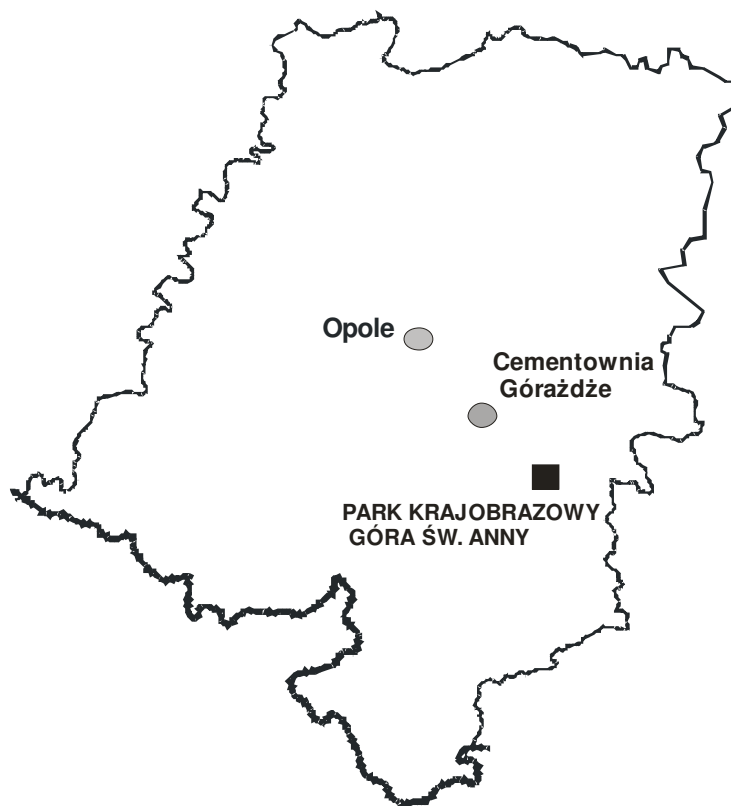 Opole
Cementownia
Górażdże
PARK KRAJOBRAZOWY
GÓRA ŚW. ANNY